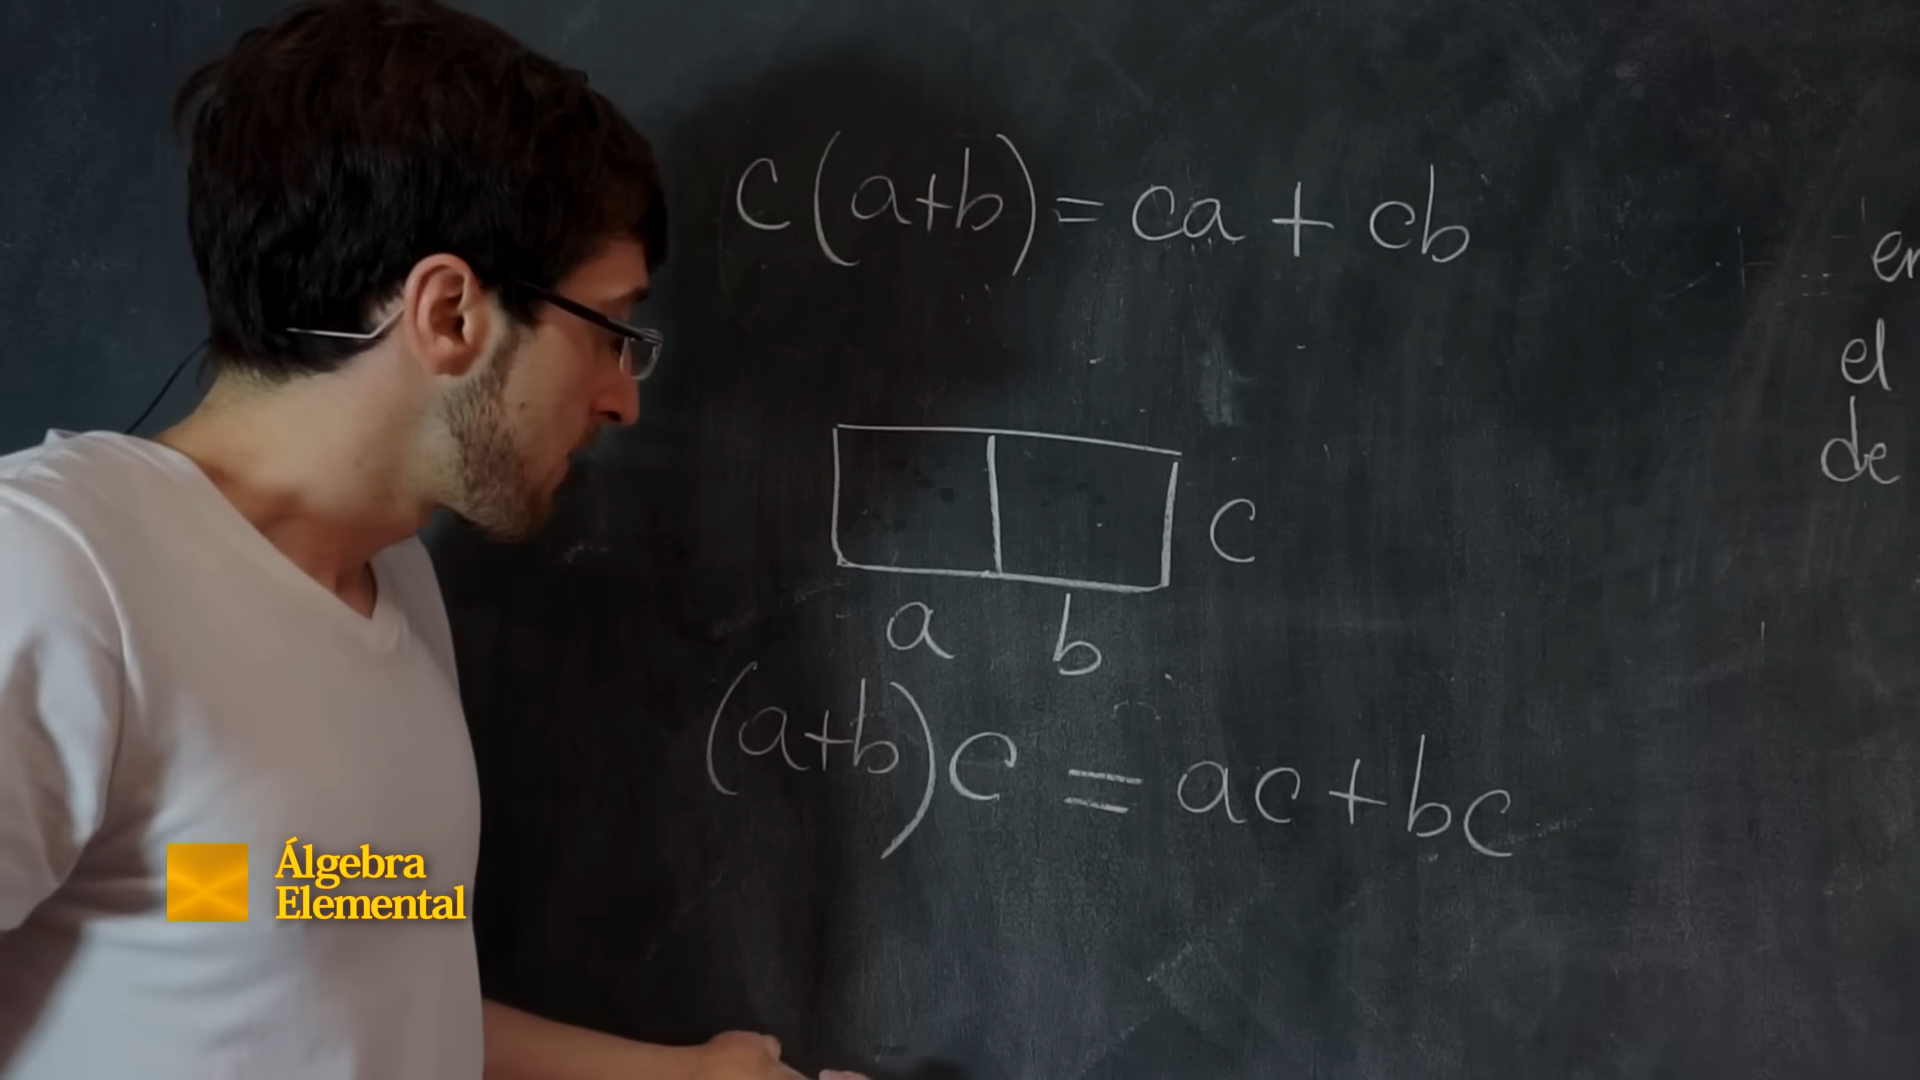 c(a+b)= ca + cb
el
de
c
a b
(a+b)c = ac+bc
Álgebra
Elemental